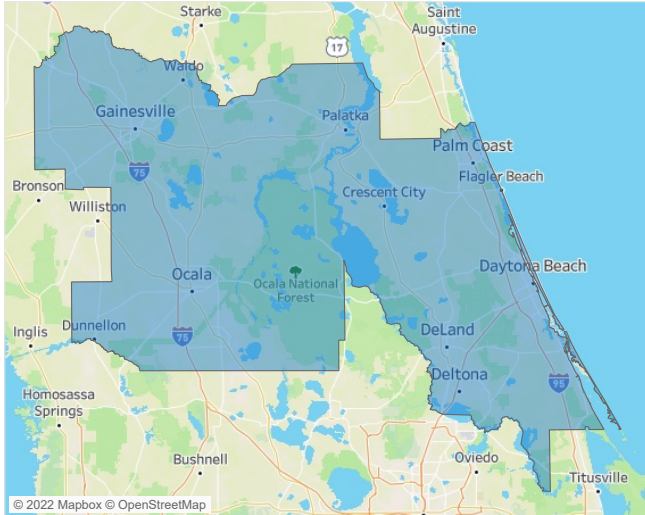 Starke
Saint
Augustine
17
Waldo
Gainesville
Palatka
Palm Coast
75
Flagler Beach
Bronson
Crescent City
Williston
Daytona Beach
Ocala
Ocala National
Forest
Inglis
Dunnellon
75
DeLand
Deltona
95
Homosassa
Springs
Bushnell
Oviedo
Titusville
© 2022 Mapbox © OpenStreetMap